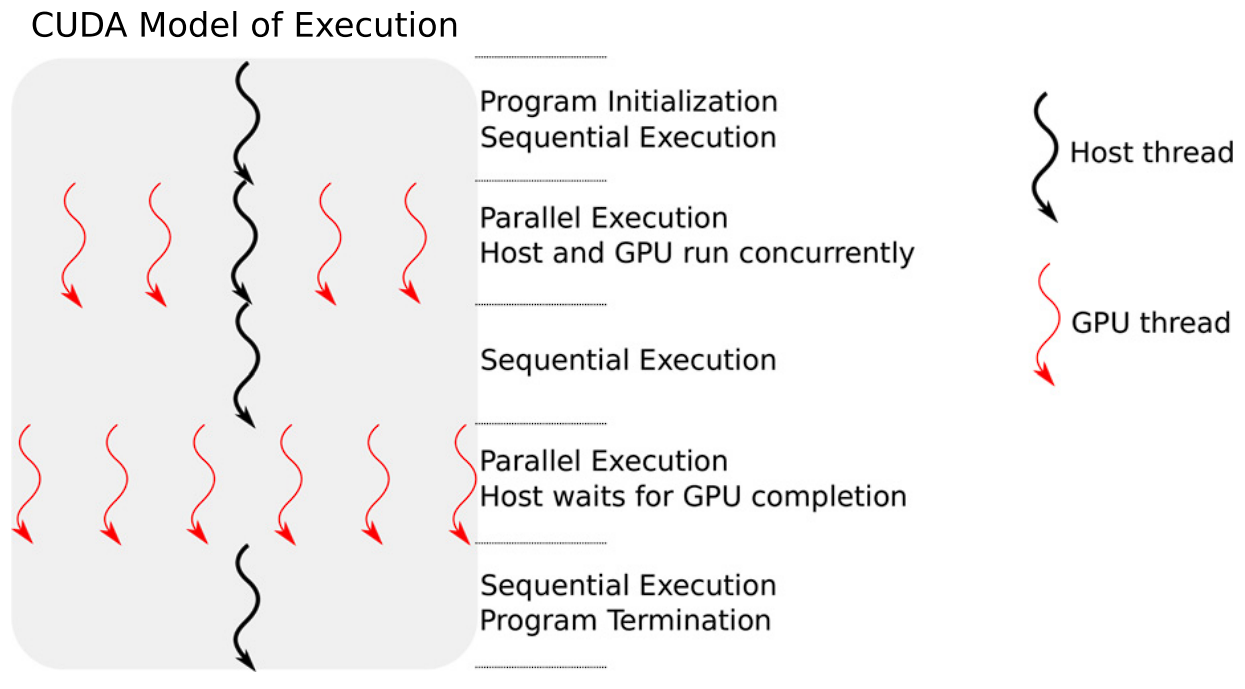 CUDA Model of Execution
Program Initialization
Sequential Execution
Host thread
Parallel Execution
Host and GPU run concurrently
GPU thread
Sequential Execution
Parallel Execution
Host waits for GPU completion
Sequential Execution
Program Termination